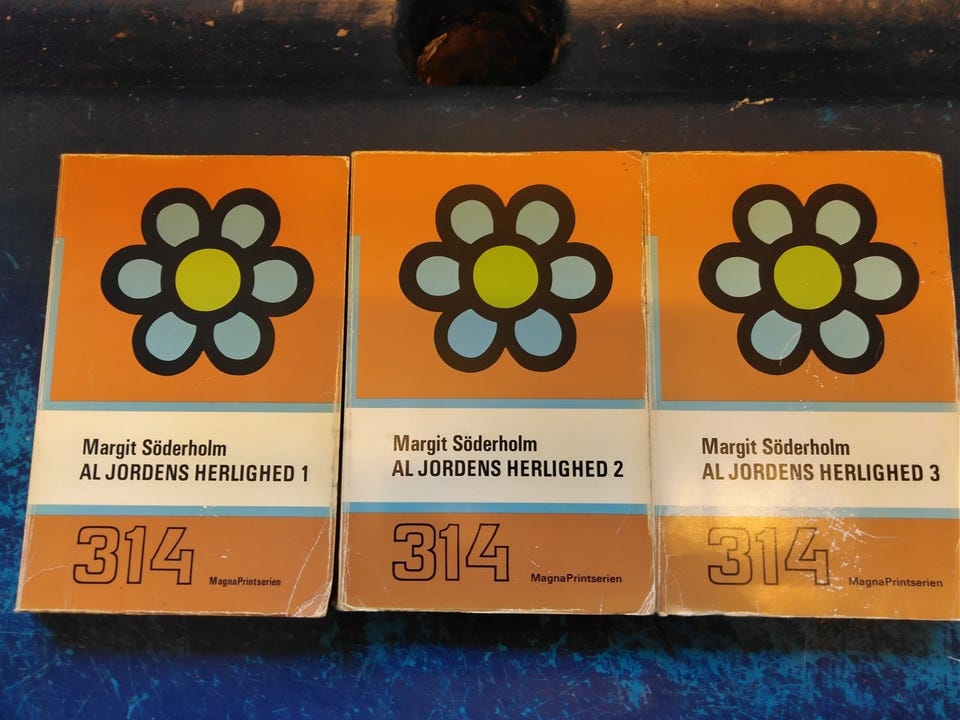 Margit Söderholm
AL JORDENS HERLIGHED 1
314
MagnaPrintserien
Margit Söderholm
AL JORDENS HERLIGHED 2
314
MagnaPrintserien
Margit Söderholm
AL JORDENS HERLIGHED 3
314
MagnaPrintserien